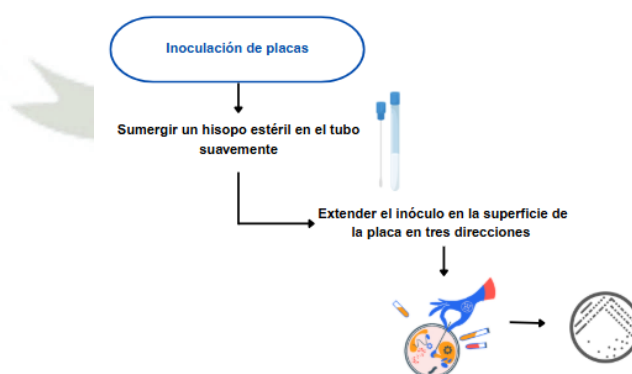 Inoculación de placas
Sumergir un hisopo estéril en el tubo
suavemente
Extender el inóculo en la superficie de
la placa en tres direcciones